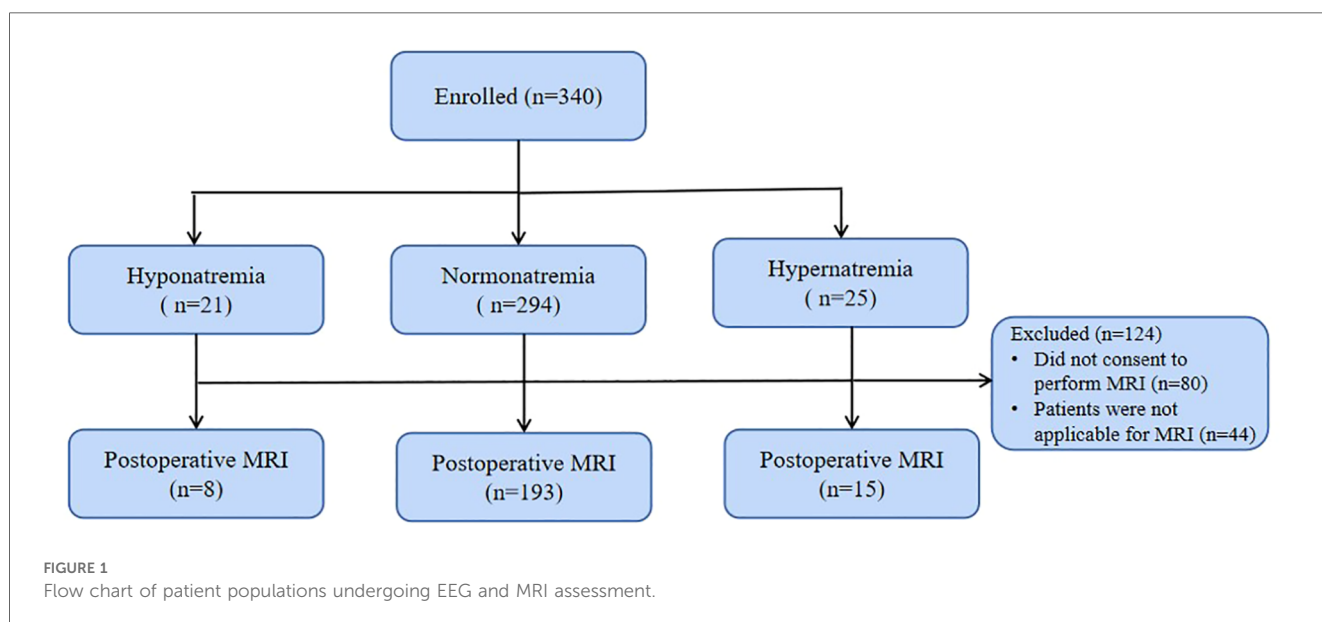 Enrolled (n=340)
Hyponatremia
( n=21)
Normonatremia
( n=294)
Hypernatremia
( n=25)
Excluded (n=124)
• Did not consent to
perform MRI (n=80)
• Patients were not
applicable for MRI (n=44)
Postoperative MRI
(n=8)
Postoperative MRI
(n=193)
Postoperative MRI
(n=15)
FIGURE 1
Flow chart of patient populations undergoing EEG and MRI assessment.